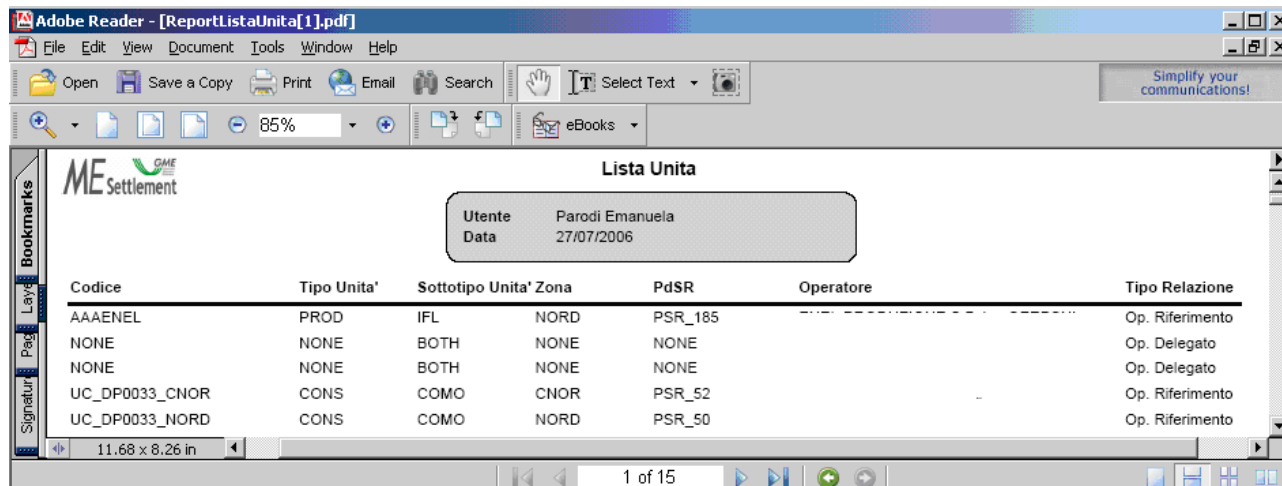 Adobe Reader - [ReportListaUnita[1].pdf]
File Edit View Document Tools Window Help
Open Save a Copy Print Email Search Select Text
Simplify your
communications!
85% eBooks
ME Settlement GME
Lista Unita
Utente Parodi Emanuela
Data 27/07/2006
Codice Tipo Unita' Sottotipo Unita' Zona PdSR Operatore Tipo Relazione
AAAENEL PROD IFL NORD PSR_185 Op. Riferimento
NONE NONE BOTH NONE NONE Op. Delegato
NONE NONE BOTH NONE NONE Op. Delegato
UC_DP0033_CNOR CONS COMO CNOR PSR_52 Op. Riferimento
UC_DP0033_NORD CONS COMO NORD PSR_50 Op. Riferimento
Bookmarks
Laye
Pag
Signatur
11.68 x 8.26 in
1 of 15